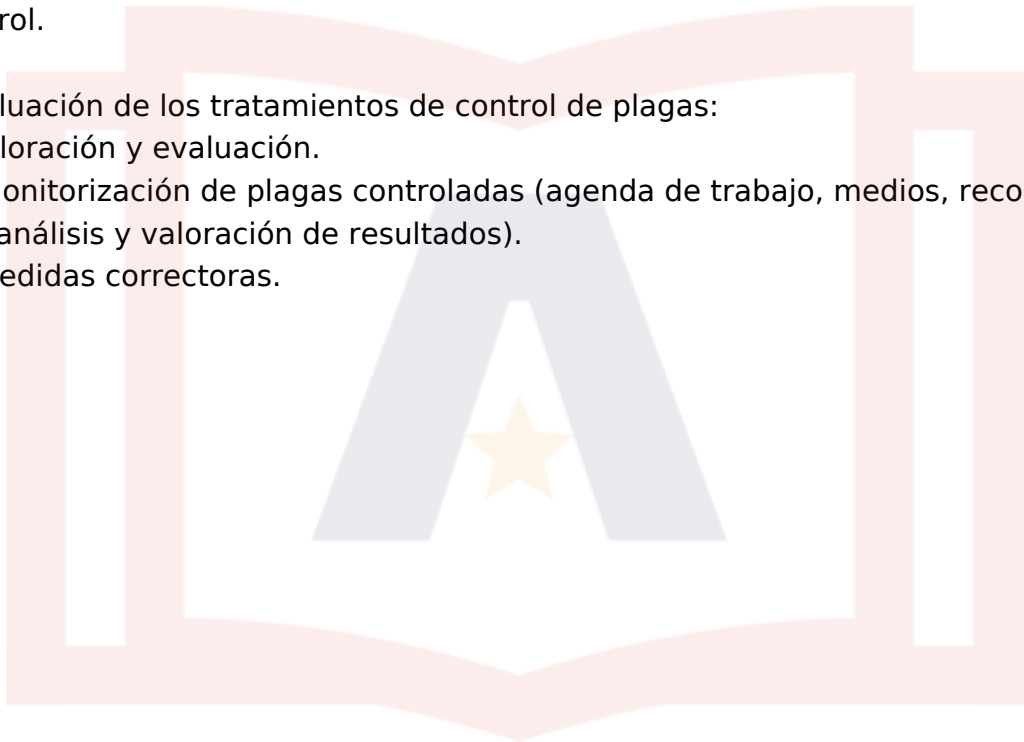 rol.
luación de los tratamientos de control de plagas:
loración y evaluación.
onitorización de plagas controladas (agenda de trabajo, medios, reco
análisis y valoración de resultados).
edidas correctoras.